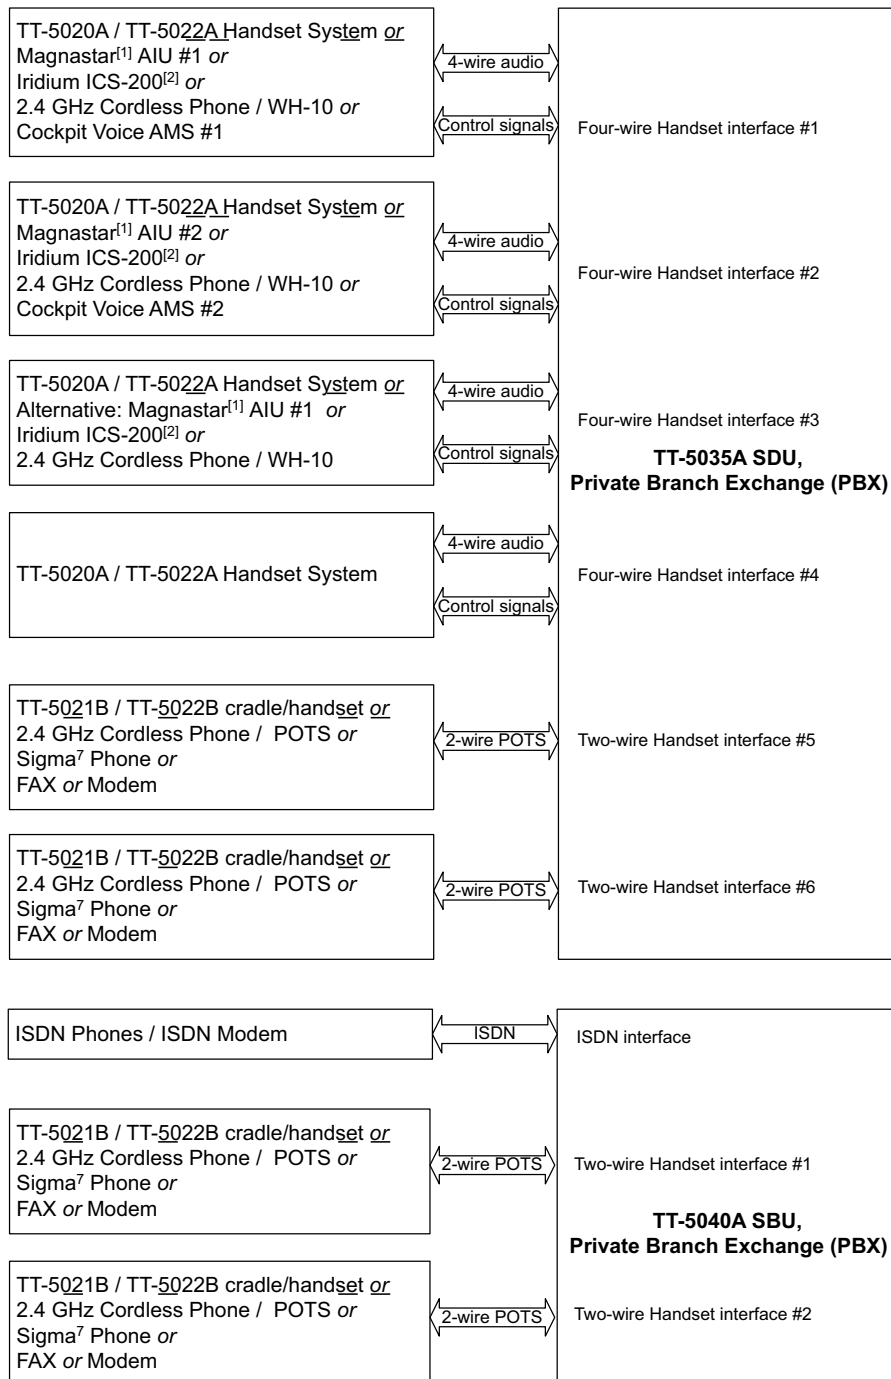 TT-5020A / TT-5022A Handset System or
Magnastar[1] AIU #1 or
Iridium ICS-200[2] or
2.4 GHz Cordless Phone / WH-10 or
Cockpit Voice AMS #1
4-wire audio
Control signals
Four-wire Handset interface #1
TT-5020A / TT-5022A Handset System or
Magnastar[1] AIU #2 or
Iridium ICS-200[2] or
2.4 GHz Cordless Phone / WH-10 or
Cockpit Voice AMS #2
4-wire audio
Control signals
Four-wire Handset interface #2
TT-5020A / TT-5022A Handset System or
Alternative: Magnastar[1] AIU #1 or
Iridium ICS-200[2] or
2.4 GHz Cordless Phone / WH-10
4-wire audio
Control signals
Four-wire Handset interface #3
TT-5035A SDU,
Private Branch Exchange (PBX)
TT-5020A / TT-5022A Handset System
4-wire audio
Control signals
Four-wire Handset interface #4
TT-5021B / TT-5022B cradle/handset or
2.4 GHz Cordless Phone / POTS or
Sigma7 Phone or
FAX or Modem
2-wire POTS
Two-wire Handset interface #5
TT-5021B / TT-5022B cradle/handset or
2.4 GHz Cordless Phone / POTS or
Sigma7 Phone or
FAX or Modem
2-wire POTS
Two-wire Handset interface #6
ISDN Phones / ISDN Modem
ISDN
ISDN interface
TT-5021B / TT-5022B cradle/handset or
2.4 GHz Cordless Phone / POTS or
Sigma7 Phone or
FAX or Modem
2-wire POTS
Two-wire Handset interface #1
TT-5040A SBU,
Private Branch Exchange (PBX)
TT-5021B / TT-5022B cradle/handset or
2.4 GHz Cordless Phone / POTS or
Sigma7 Phone or
FAX or Modem
2-wire POTS
Two-wire Handset interface #2